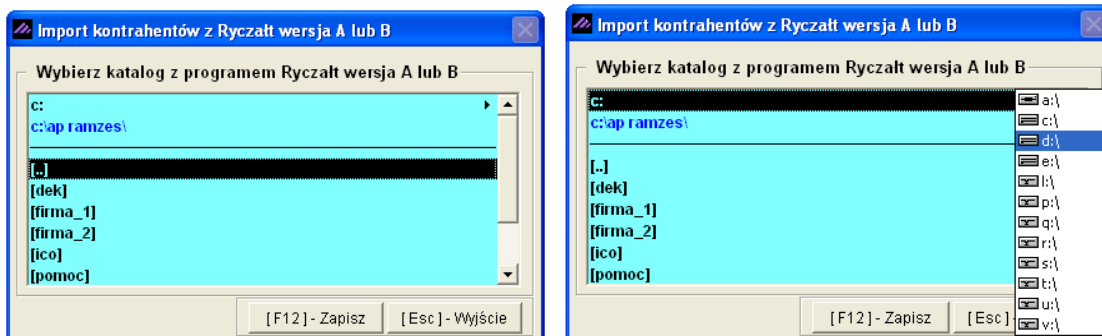 Import kontrahentów z Ryczałt wersja A lub B
Wybierz katalog z programem Ryczałt wersja A lub B
c:
c:\ap ramzes\
[..]
[dek]
[firma_1]
[firma_2]
[ico]
[pomoc]
[F12] - Zapisz
[Esc] - Wyjście
Import kontrahentów z Ryczałt wersja A lub B
Wybierz katalog z programem Ryczałt wersja A lub B
c:
c:\ap ramzes\
[..]
[dek]
[firma_1]
[firma_2]
[ico]
[pomoc]
[F12] - Zapisz
[Esc]
a:\
c:\
d:\
e:\
l:\
p:\
q:\
r:\
s:\
t:\
u:\
v:\